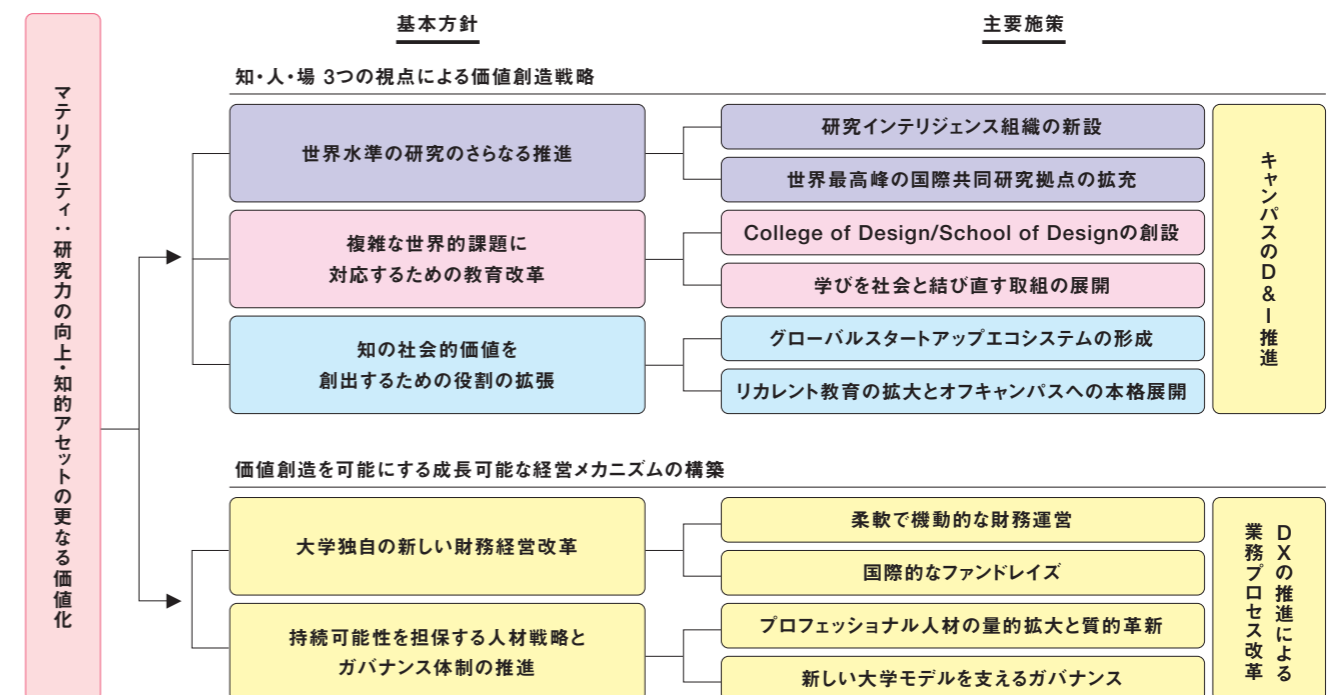 基本方針
主要施策
マテリアリティ：研究力の向上・知的アセットの更なる価値化
知・人・場 3つの視点による価値創造戦略
世界水準の研究のさらなる推進
研究インテリジェンス組織の新設
世界最高峰の国際共同研究拠点の拡充
複雑な世界的課題に
対応するための教育改革
College of Design/School of Designの創設
学びを社会と結び直す取組の展開
知の社会的価値を
創出するための役割の拡張
グローバルスタートアップエコシステムの形成
リカレント教育の拡大とオフキャンパスへの本格展開
キャンパスのD&I推進
価値創造を可能にする成長可能な経営メカニズムの構築
大学独自の新しい財務経営改革
柔軟で機動的な財務運営
国際的なファンドレイズ
持続可能性を担保する人材戦略と
ガバナンス体制の推進
プロフェッショナル人材の量的拡大と質的革新
新しい大学モデルを支えるガバナンス
DXの推進による
業務プロセス改革